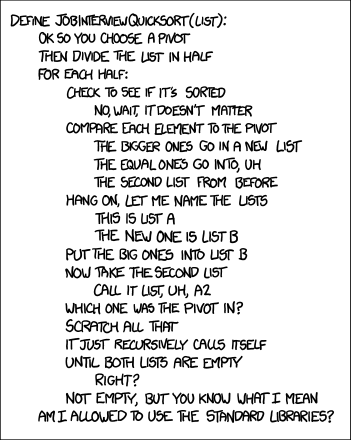 DEFINE JOBINTERVIEWQUICKSORT(LIST):
OK SO YOU CHOOSE A PIVOT
THEN DIVIDE THE LIST IN HALF
FOR EACH HALF:
CHECK TO SEE IF IT'S SORTED
NO, WAIT, IT DOESN'T MATTER
COMPARE EACH ELEMENT TO THE PIVOT
THE BIGGER ONES GO IN A NEW LIST
THE EQUAL ONES GO INTO, UH
THE SECOND LIST FROM BEFORE
HANG ON, LET ME NAME THE LISTS
THIS IS LIST A
THE NEW ONE IS LIST B
PUT THE BIG ONES INTO LIST B
NOW TAKE THE SECOND LIST
CALL IT LIST, UH, A2
WHICH ONE WAS THE PIVOT IN?
SCRATCH ALL THAT
IT JUST RECURSIVELY CALLS ITSELF
UNTIL BOTH LISTS ARE EMPTY
RIGHT?
NOT EMPTY, BUT YOU KNOW WHAT I MEAN
AM I ALLOWED TO USE THE STANDARD LIBRARIES?